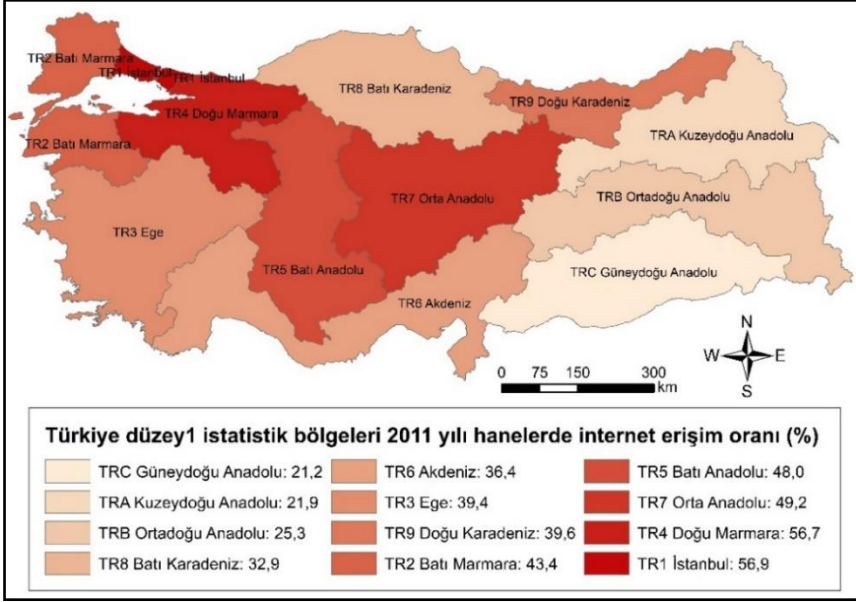 TR2 Batı Marmara
TR1 İstanbul
TR1 İstanbul
TR8 Batı Karadeniz
TR9 Doğu Karadeniz
TR4 Doğu Marmara
TRA Kuzeydoğu Anadolu
TR2 Batı Marmara
TR7 Orta Anadolu
TRB Ortadoğu Anadolu
TR3 Ege
TR5 Batı Anadolu
TRC Güneydoğu Anadolu
TR6 Akdeniz
N
W E
S
0 75 150 300
km
Türkiye düzey1 istatistik bölgeleri 2011 yılı hanelerde internet erişim oranı (%)
TRC Güneydoğu Anadolu: 21,2
TRA Kuzeydoğu Anadolu: 21,9
TRB Ortadoğu Anadolu: 25,3
TR8 Batı Karadeniz: 32,9
TR6 Akdeniz: 36,4
TR3 Ege: 39,4
TR9 Doğu Karadeniz: 39,6
TR2 Batı Marmara: 43,4
TR5 Batı Anadolu: 48,0
TR7 Orta Anadolu: 49,2
TR4 Doğu Marmara: 56,7
TR1 İstanbul: 56,9